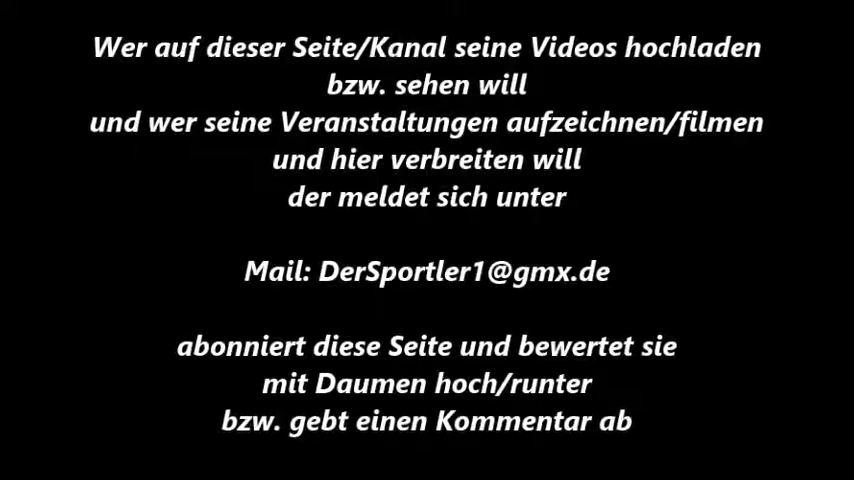 Wer auf dieser Seite/Kanal seine Videos hochladen
bzw. sehen will
und wer seine Veranstaltungen aufzeichnen/filmen
und hier verbreiten will
der meldet sich unter
Mail: DerSportler1@gmx.de
abonniert diese Seite und bewertet sie
mit Daumen hoch/runter
bzw. gebt einen Kommentar ab